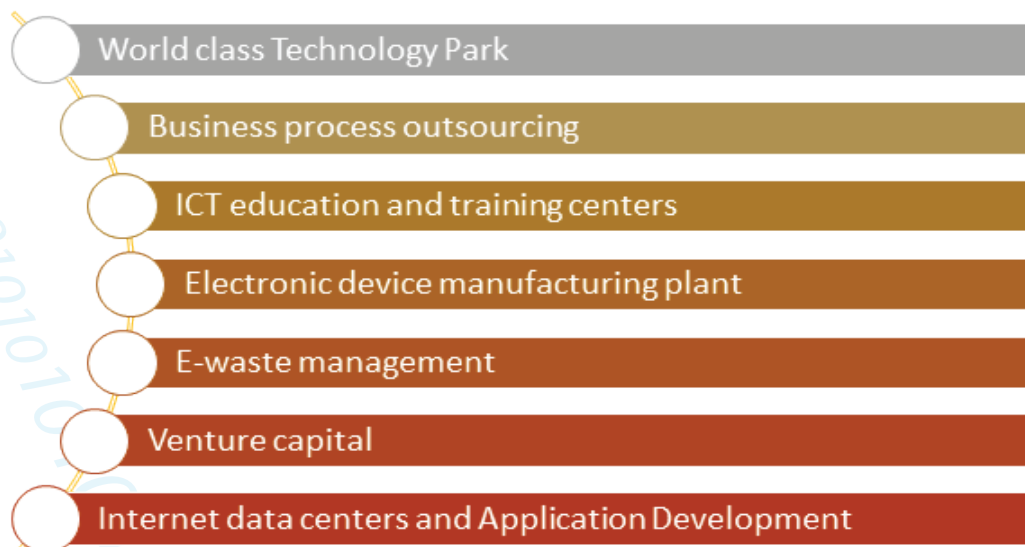 World class Technology Park
Business process outsourcing
ICT education and training centers
Electronic device manufacturing plant
E-waste management
Venture capital
Internet data centers and Application Development